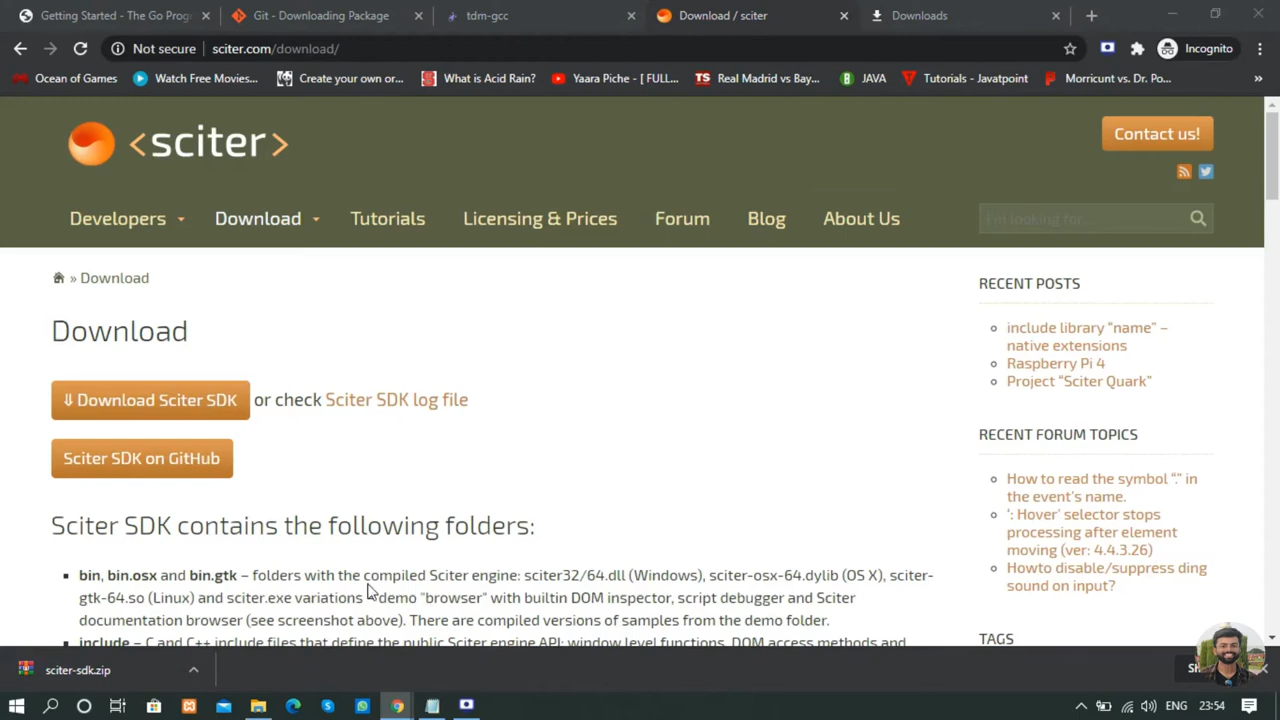 Getting Started - The Go Prog
Git - Downloading Package
tdm-gcc
Download / sciter
Downloads
Not secure
sciter.com/download/
Incognito
Ocean of Games
Watch Free Movies...
Create your own or...
What is Acid Rain?
Yaara Piche - [ FULL...
Real Madrid vs Bay...
JAVA
Tutorials - Javatpoint
Morricunt vs. Dr. Po...
<sciter>
Contact us!
Developers
Download
Tutorials
Licensing & Prices
Forum
Blog
About Us
I'm looking for...
» Download
Download
⇓ Download Sciter SDK or check Sciter SDK log file
Sciter SDK on GitHub
Sciter SDK contains the following folders:
bin, bin.osx and bin.gtk – folders with the compiled Sciter engine: sciter32/64.dll (Windows), sciter-osx-64.dylib (OS X), sciter-
gtk-64.so (Linux) and sciter.exe variations demo "browser" with builtin DOM inspector, script debugger and Sciter
documentation browser (see screenshot above). There are compiled versions of samples from the demo folder.
include – C and C++ include files that define the public Sciter engine API: window level functions, DOM access methods and
RECENT POSTS
include library “name” –
native extensions
Raspberry Pi 4
Project “Sciter Quark”
RECENT FORUM TOPICS
How to read the symbol “.” in
the event’s name.
‘: Hover’ selector stops
processing after element
moving (ver: 4.4.3.26)
Howto disable/suppress ding
sound on input?
TAGS
sciter-sdk.zip
ENG
23:54